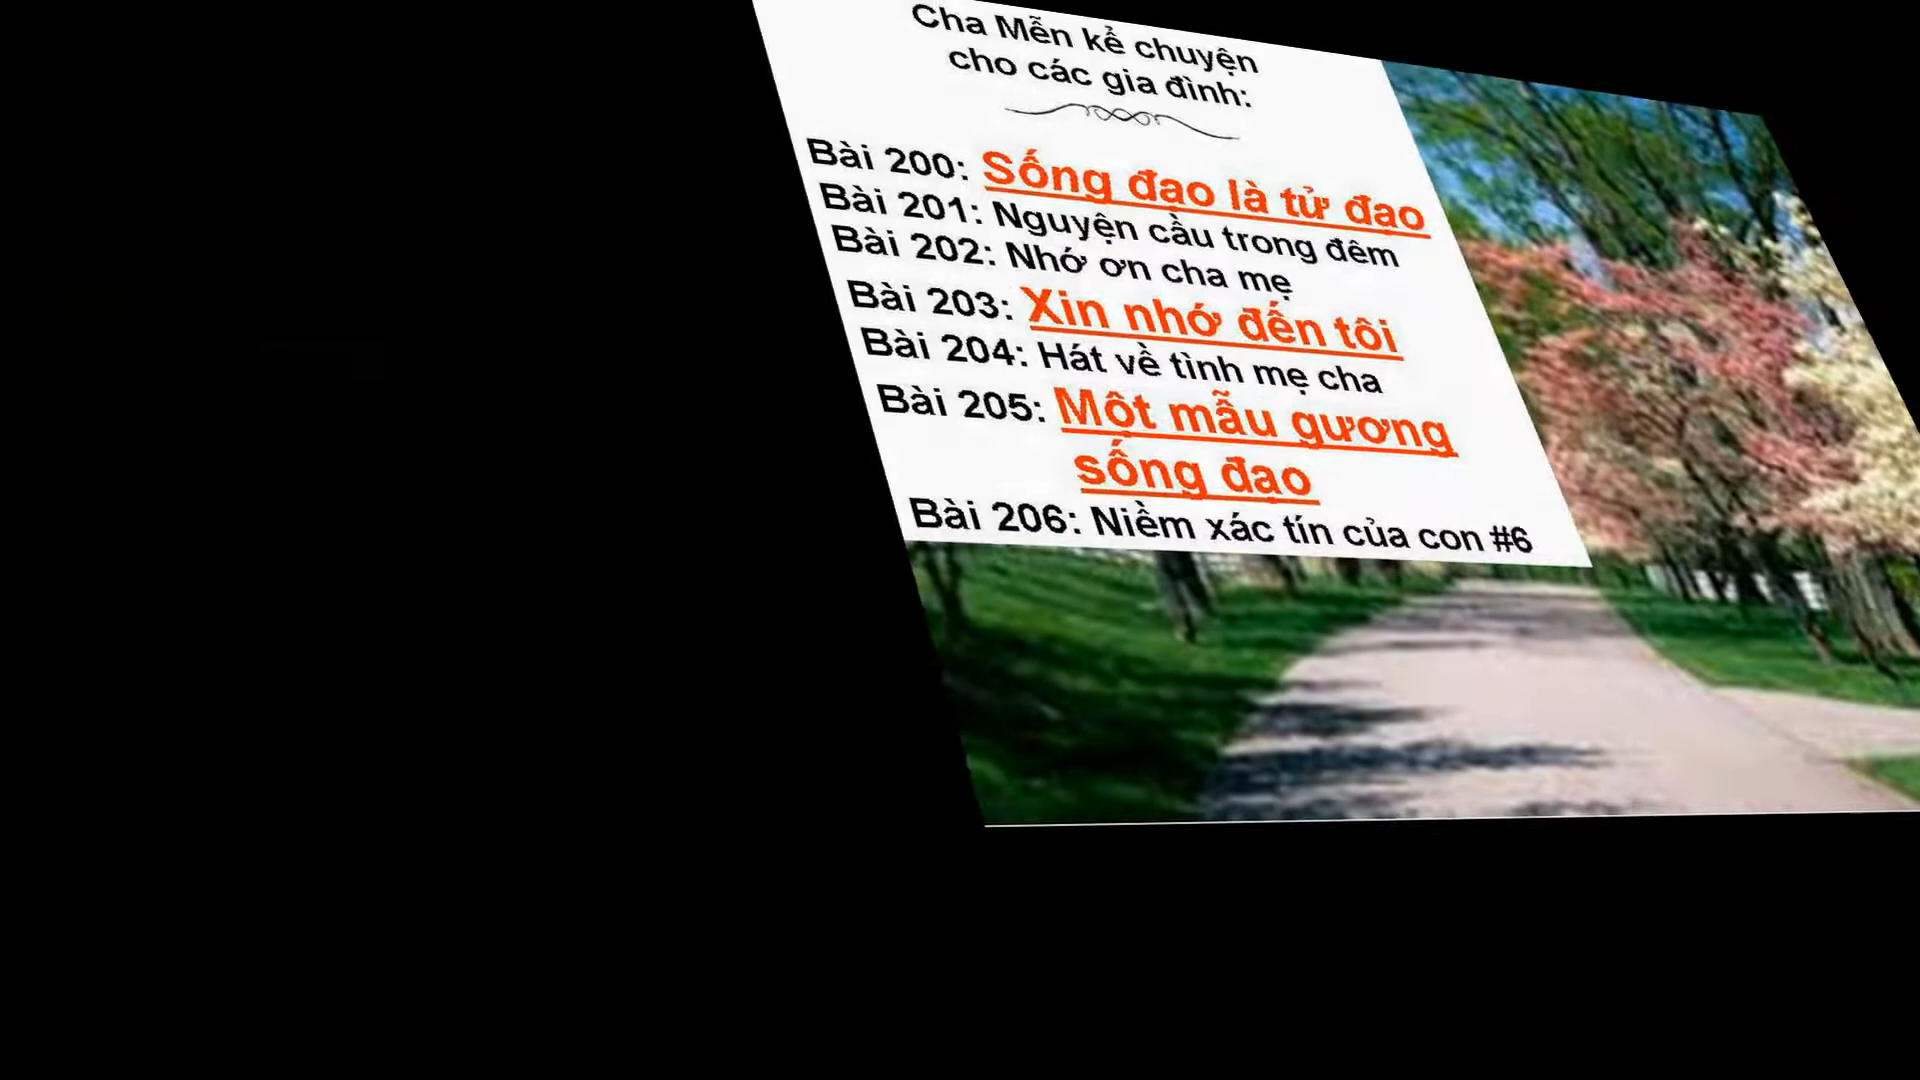 Cha Mễn kể chuyện
cho các gia đình:
Bài 200: Sống đạo là tử đạo
Bài 201: Nguyện cầu trong đêm
Bài 202: Nhớ ơn cha mẹ
Bài 203: Xin nhớ đến tôi
Bài 204: Hát về tình mẹ cha
Bài 205: Một mẫu gương
sống đạo
Bài 206: Niềm xác tín của con #6